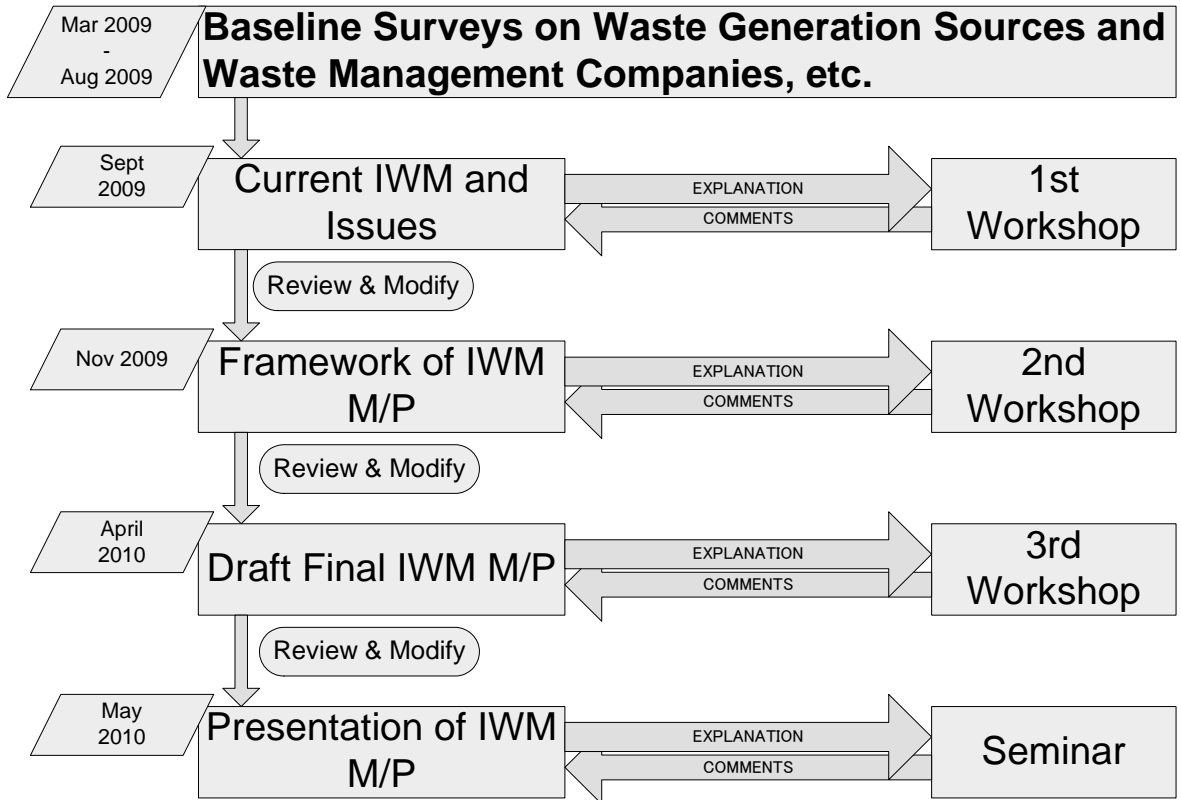 Mar 2009
-
Aug 2009
Baseline Surveys on Waste Generation Sources and
Waste Management Companies, etc.
Sept
2009
Current IWM and
Issues
EXPLANATION
COMMENTS
1st
Workshop
Review & Modify
Nov 2009
Framework of IWM
M/P
EXPLANATION
COMMENTS
2nd
Workshop
Review & Modify
April
2010
Draft Final IWM M/P
EXPLANATION
COMMENTS
3rd
Workshop
Review & Modify
May
2010
Presentation of IWM
M/P
EXPLANATION
COMMENTS
Seminar